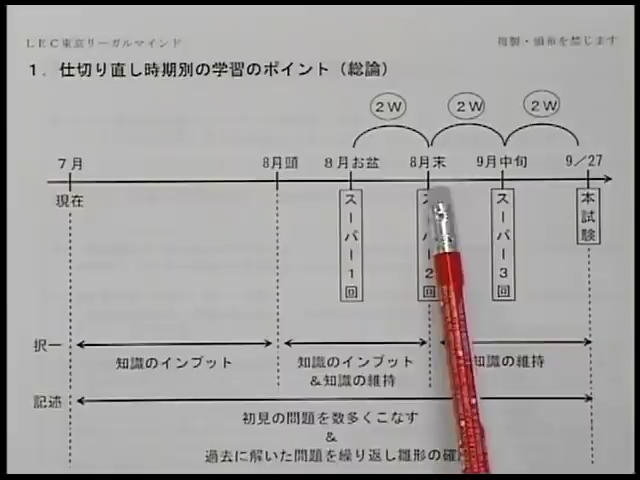 LEC東京リーガルマインド
複製・頒布を禁じます
1．仕切り直し時期別の学習のポイント（総論）
2W 2W 2W
7月 8月頭 8月お盆 8月末 9月中旬 9／27
現在
スーパー1回
スーパー2回
スーパー3回
本試験
択一
知識のインプット
知識のインプット
＆知識の維持
知識の維持
記述
初見の問題を数多くこなす
＆
過去に解いた問題を繰り返し雛形の確